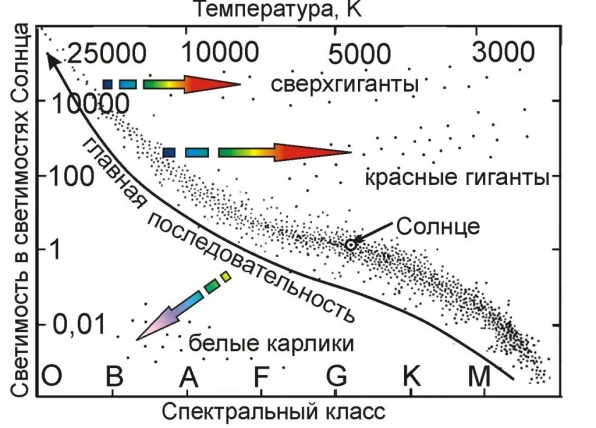 Температура, K
25000 10000 5000 3000
сверхгиганты
10000
главная последовательность
красные гиганты
100
Солнце
1
0,01
белые карлики
O B A F G K M
Спектральный класс
Светимость в светимостях Солнца